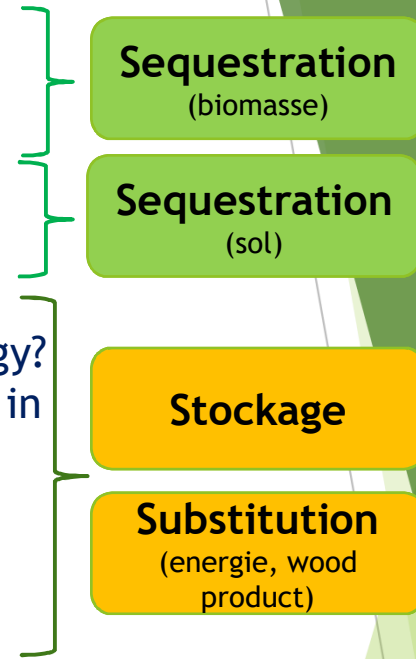 Sequestration
(biomasse)
Sequestration
(sol)
gy?
in
Stockage
Substitution
(energie, wood
product)